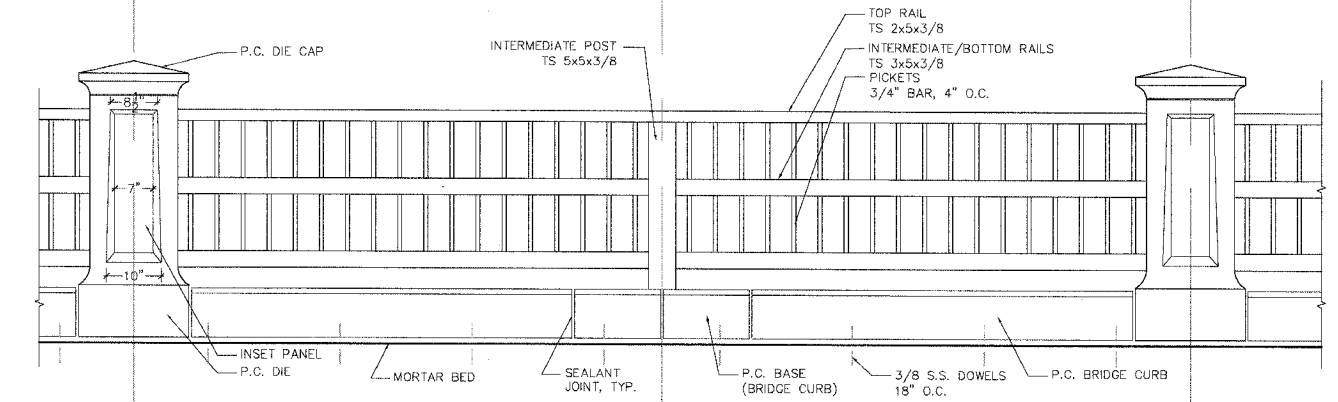 TOP RAIL
TS 2x5x3/8
P.C. DIE CAP
INTERMEDIATE POST
TS 5x5x3/8
INTERMEDIATE/BOTTOM RAILS
TS 3x5x3/8
PICKETS
3/4" BAR, 4" O.C.
7"
10"
INSET PANEL
P.C. DIE
MORTAR BED
SEALANT
JOINT, TYP.
P.C. BASE
(BRIDGE CURB)
3/8 S.S. DOWELS
18" O.C.
P.C. BRIDGE CURB